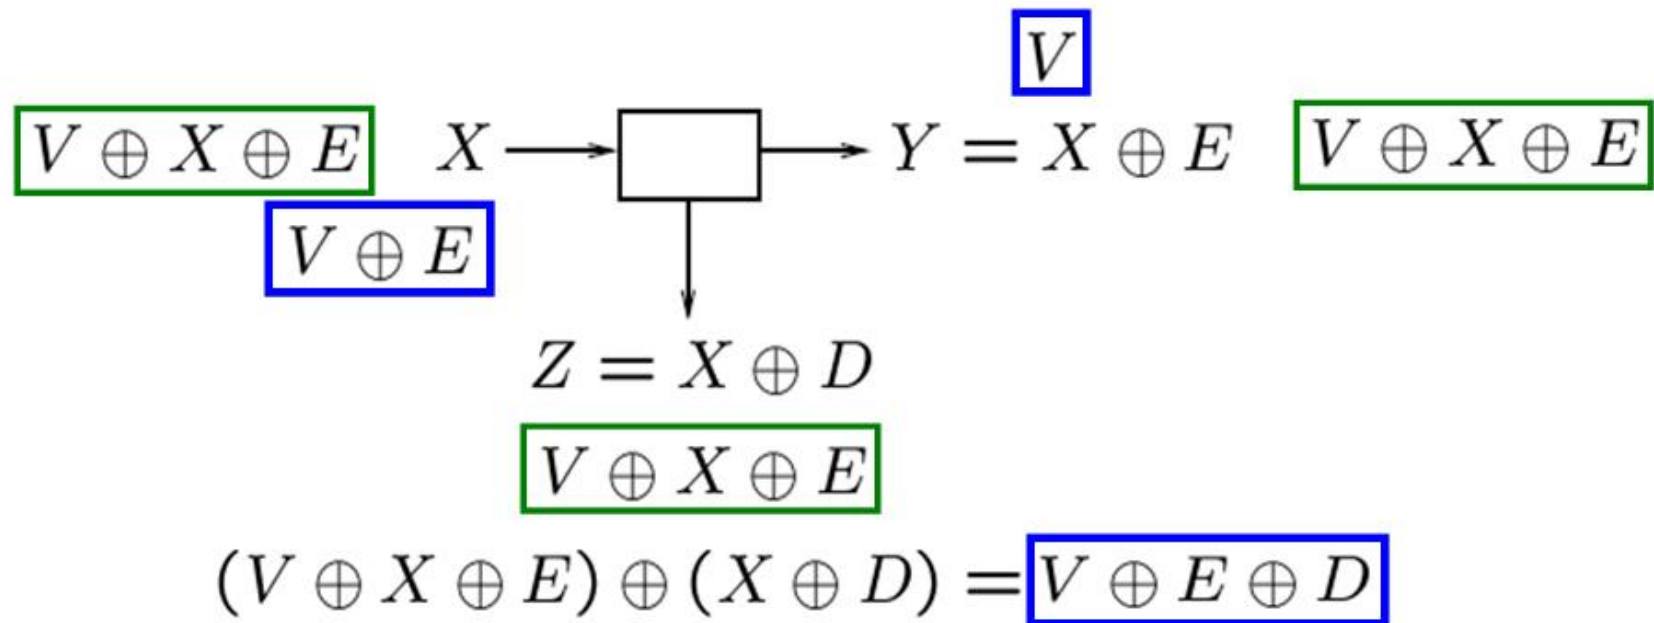 V
V ⊕ X ⊕ E X Y = X ⊕ E V ⊕ X ⊕ E
V ⊕ E
Z = X ⊕ D
V ⊕ X ⊕ E
(V ⊕ X ⊕ E) ⊕ (X ⊕ D) = V ⊕ E ⊕ D